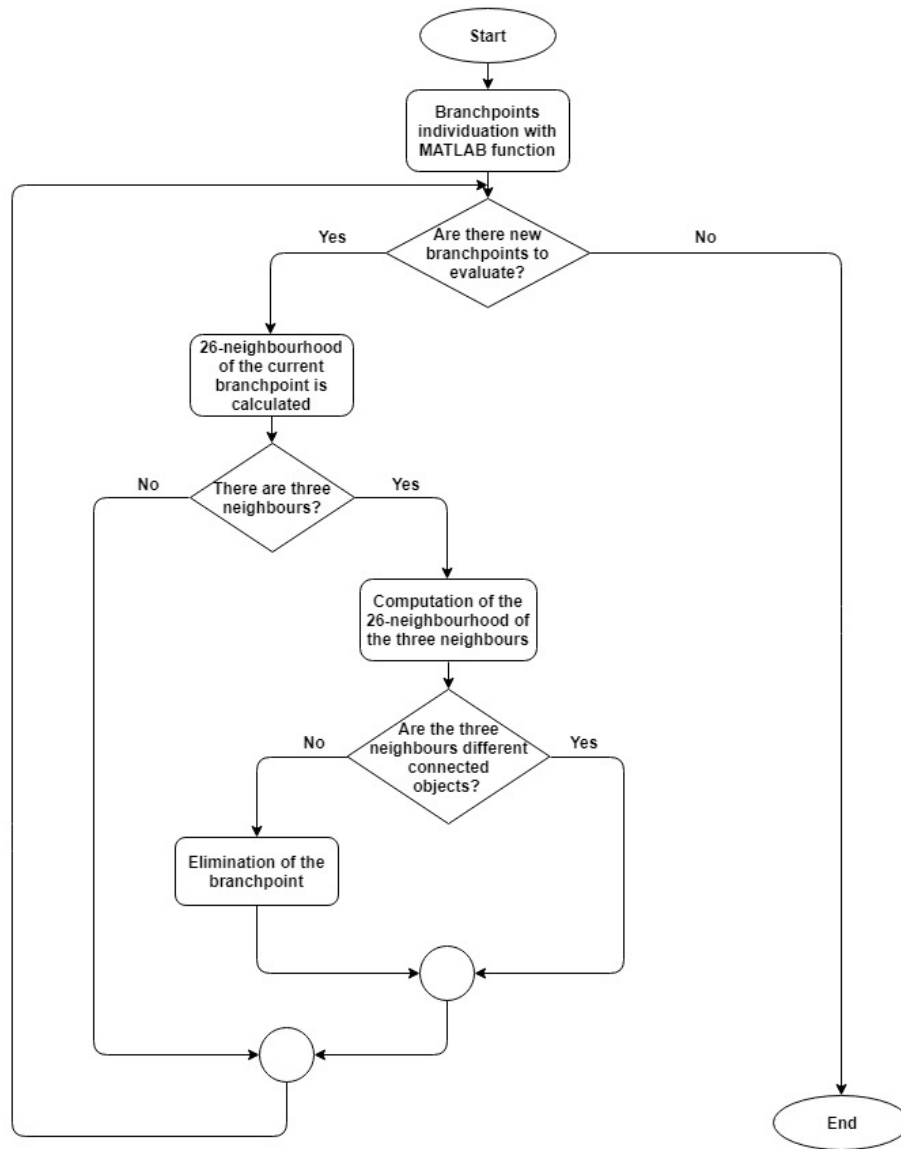 Start
Branchpoints
individuation with
MATLAB function
Are there new
branchpoints to
evaluate?
Yes
No
26-neighbourhood
of the current
branchpoint is
calculated
There are three
neighbours?
No
Yes
Computation of the
26-neighbourhood of
the three neighbours
Are the three
neighbours different
connected
objects?
No
Yes
Elimination of the
branchpoint
End